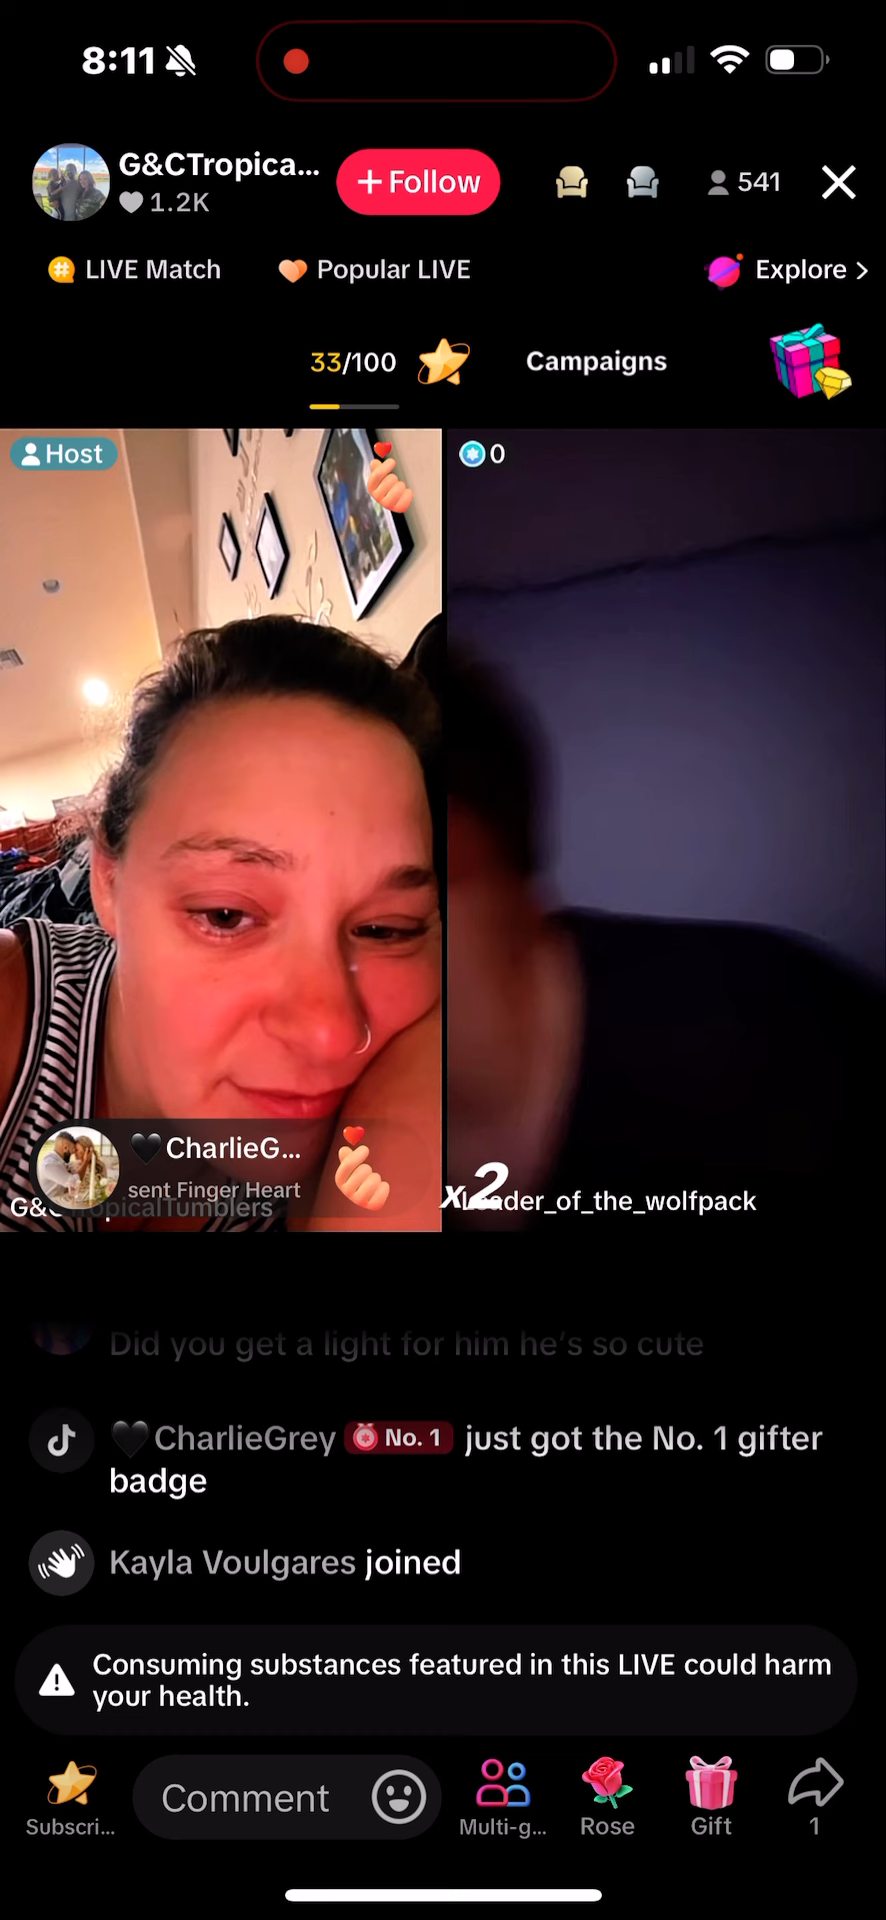 8:11
G&CTropica...
1.2K
+ Follow
541
LIVE Match
Popular LIVE
Explore >
33/100
Campaigns
Host
0
🖤 CharlieG...
sent Finger Heart
G&CTropicalTumblers
x2
Leader_of_the_wolfpack
Did you get a light for him he's so cute
🖤CharlieGrey No. 1 just got the No. 1 gifter
badge
Kayla Voulgares joined
Consuming substances featured in this LIVE could harm
your health.
Subscri...
Comment
Multi-g...
Rose
Gift
1